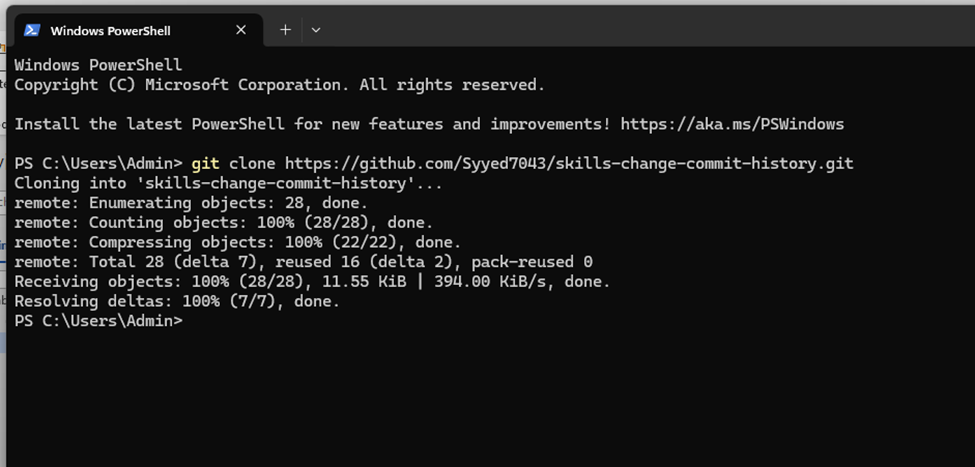 Windows PowerShell
Windows PowerShell
Copyright (C) Microsoft Corporation. All rights reserved.
Install the latest PowerShell for new features and improvements! https://aka.ms/PSWindows
PS C:\Users\Admin> git clone https://github.com/Syyed7043/skills-change-commit-history.git
Cloning into 'skills-change-commit-history'...
remote: Enumerating objects: 28, done.
remote: Counting objects: 100% (28/28), done.
remote: Compressing objects: 100% (22/22), done.
remote: Total 28 (delta 7), reused 16 (delta 2), pack-reused 0
Receiving objects: 100% (28/28), 11.55 KiB | 394.00 KiB/s, done.
Resolving deltas: 100% (7/7), done.
PS C:\Users\Admin>